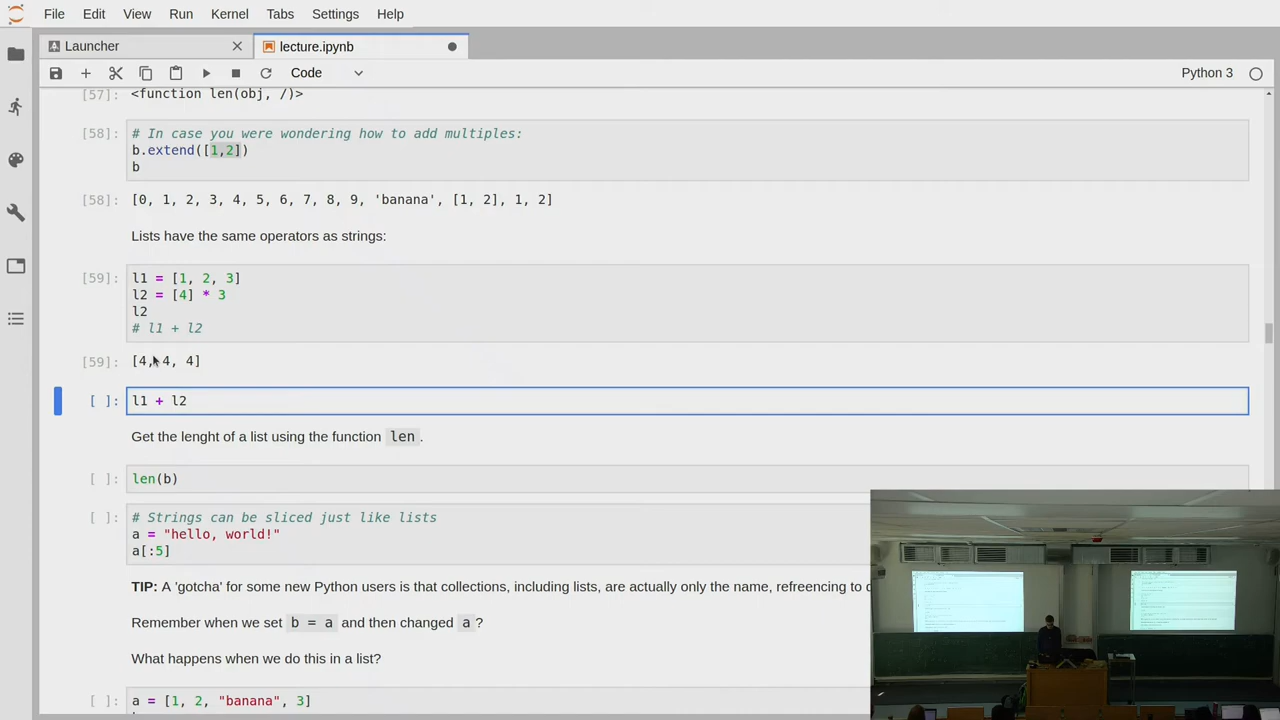 File Edit View Run Kernel Tabs Settings Help
Launcher
lecture.ipynb
Code
Python 3
[57]: <function len(obj, /)>
[58]: # In case you were wondering how to add multiples:
b.extend([1,2])
b
[58]: [0, 1, 2, 3, 4, 5, 6, 7, 8, 9, 'banana', [1, 2], 1, 2]
Lists have the same operators as strings:
[59]: l1 = [1, 2, 3]
l2 = [4] * 3
l2
# l1 + l2
[59]: [4, 4, 4]
[ ]: l1 + l2
Get the lenght of a list using the function len.
[ ]: len(b)
[ ]: # Strings can be sliced just like lists
a = "hello, world!"
a[:5]
TIP: A 'gotcha' for some new Python users is that collections, including lists, are actually only the name, refreencing to
Remember when we set b = a and then changed a ?
What happens when we do this in a list?
[ ]: a = [1, 2, "banana", 3]